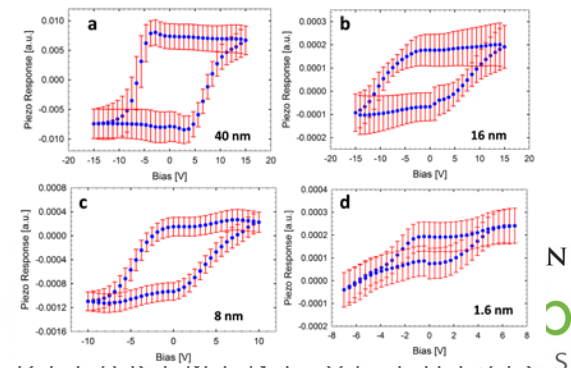 a
0.010
0.005
0.000
-0.005
-0.010
Piezo Response [a.u.]
40 nm
-20 -15 -10 -5 0 5 10 15 20
Bias [V]
b
0.0003
0.0002
0.0001
0.0000
-0.0001
-0.0002
Piezo Response [a.u.]
16 nm
-20 -15 -10 -5 0 5 10 15 20
Bias [V]
c
0.0008
0.0004
0.0000
-0.0004
-0.0008
-0.0012
-0.0016
Piezo Response [a.u.]
8 nm
-10 -5 0 5 10
Bias [V]
d
0.0004
0.0003
0.0002
0.0001
0.0000
-0.0001
-0.0002
Piezo Response [a.u.]
1.6 nm
-8 -6 -4 -2 0 2 4 6 8
Bias [V]
N
S